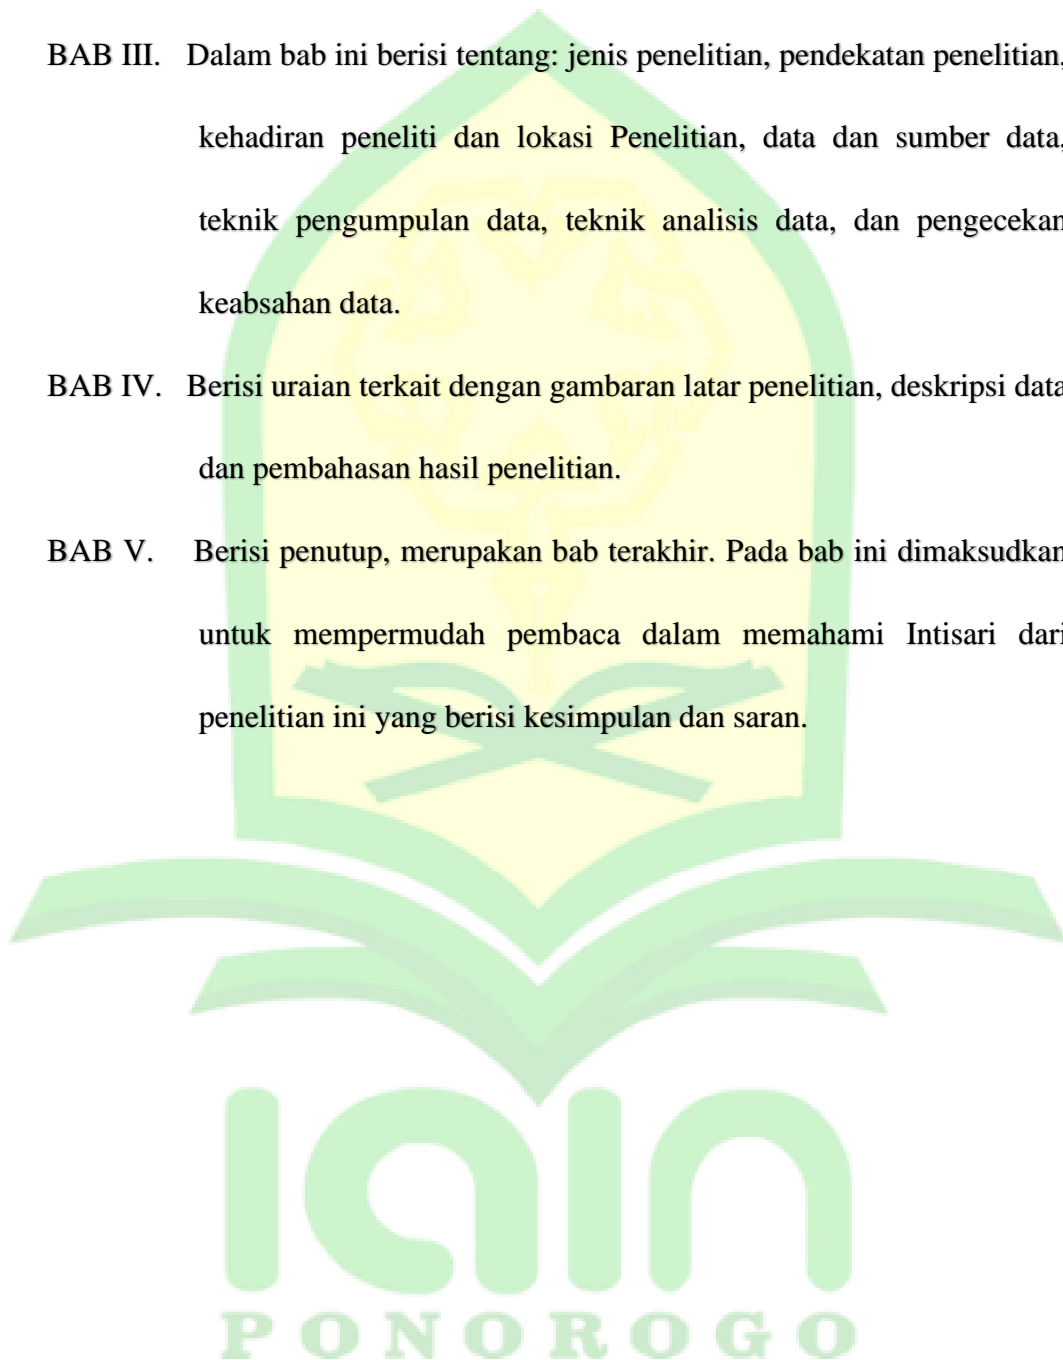 BAB III. Dalam bab ini berisi tentang: jenis penelitian, pendekatan penelitian,
kehadiran peneliti dan lokasi Penelitian, data dan sumber data,
teknik pengumpulan data, teknik analisis data, dan pengecekan
keabsahan data.
BAB IV. Berisi uraian terkait dengan gambaran latar penelitian, deskripsi data
dan pembahasan hasil penelitian.
BAB V. Berisi penutup, merupakan bab terakhir. Pada bab ini dimaksudkan
untuk mempermudah pembaca dalam memahami Intisari dari
penelitian ini yang berisi kesimpulan dan saran.
iain
PONOROGO